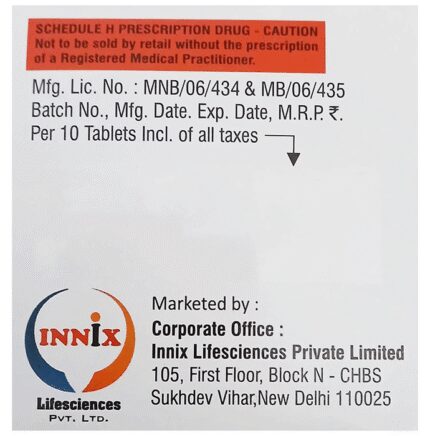 SCHEDULE H PRESCRIPTION DRUG - CAUTION
Not to be sold by retail without the prescription
of a Registered Medical Practitioner.
Mfg. Lic. No. : MNB/06/434 & MB/06/435
Batch No., Mfg. Date. Exp. Date, M.R.P. ₹.
Per 10 Tablets Incl. of all taxes
INNiX
Lifesciences
PVT. LTD.
Marketed by :
Corporate Office :
Innix Lifesciences Private Limited
105, First Floor, Block N - CHBS
Sukhdev Vihar,New Delhi 110025